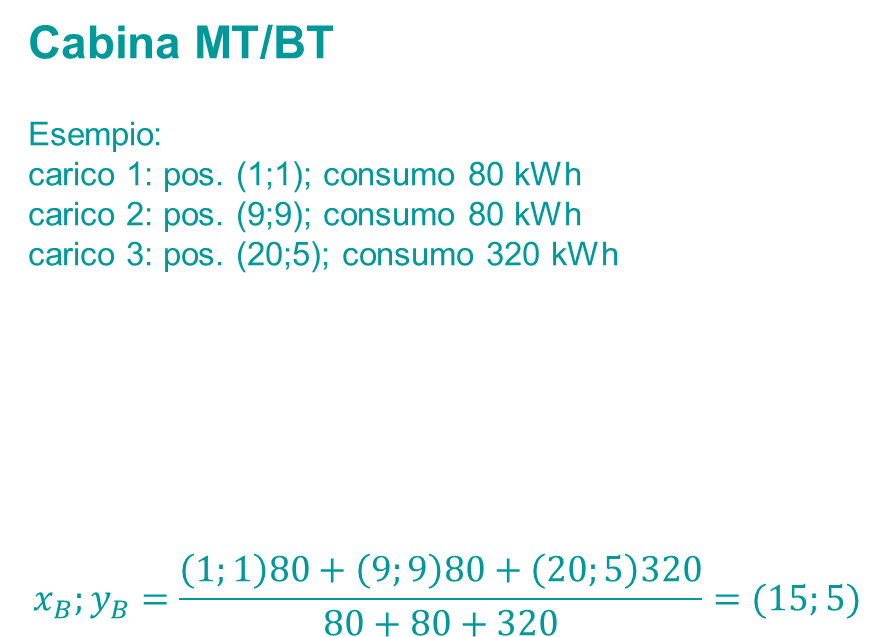 Cabina MT/BT
Esempio:
carico 1: pos. (1;1); consumo 80 kWh
carico 2: pos. (9;9); consumo 80 kWh
carico 3: pos. (20;5); consumo 320 kWh
(1; 1)80 + (9; 9)80 + (20; 5)320
x_B; y_B = ──────────────── = (15; 5)
80 + 80 + 320